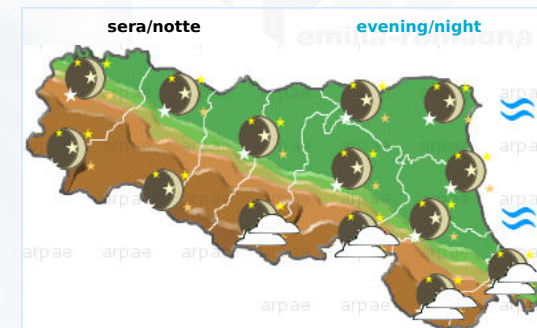 sera/notte evening/night
emilia-romagna
arpae
arpae
arpae
arpae arpae arpae arpae
arpae arpae arpae